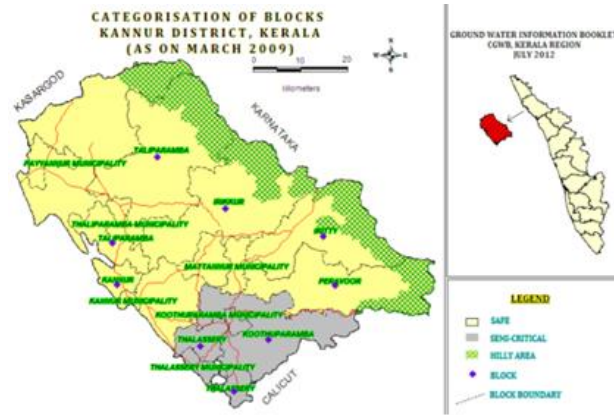 CATEGORISATION OF BLOCKS
KANNUR DISTRICT, KERALA
(AS ON MARCH 2009)
0 10 20
kilometers
N
W E
S
KASARGOD
KARNATAKA
TALIPARAMBA
PAYYANNUR MUNICIPALITY
IRIKKUR
THALIPARAMBA MUNICIPALITY
TALIPARAMBA
IRITTY
MATTANNUR MUNICIPALITY
KANNUR
PERAVOOR
KANNUR MUNICIPALITY
KOOTHUPARAMBA MUNICIPALITY
KOOTHUPARAMBA
THALASSERY
THALASSERY MUNICIPALITY
THALASSERY
CALICUT
GROUND WATER INFORMATION BOOKLET
CGWB, KERALA REGION
JULY 2012
LEGEND
SAFE
SEMI-CRITICAL
HILLY AREA
BLOCK
BLOCK BOUNDARY